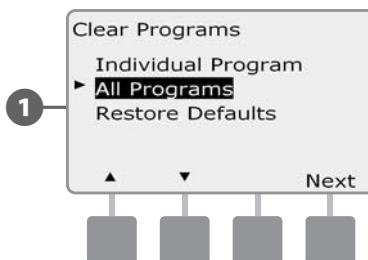 Clear Programs
Individual Program
► All Programs
Restore Defaults
1
▲ ▼ Next